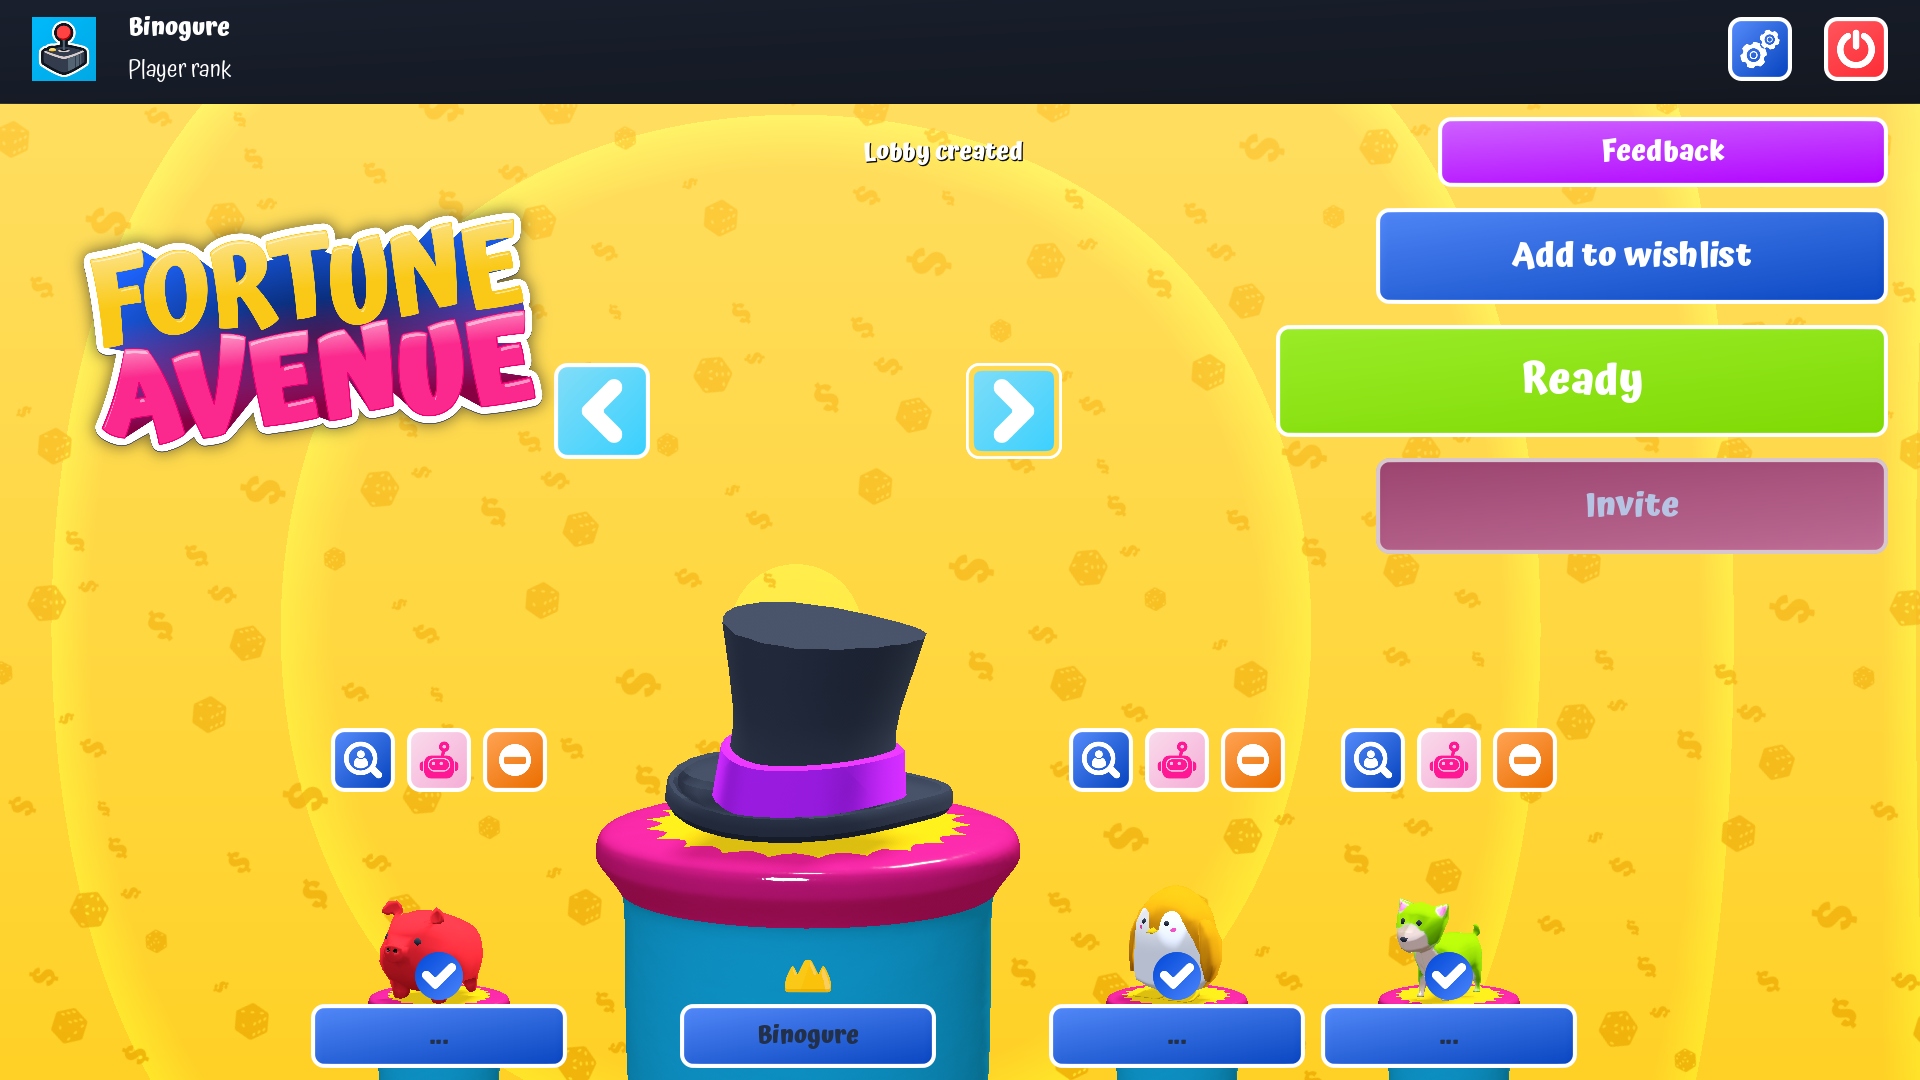 Binogure
Player rank
Lobby created
Feedback
FORTUNE
AVENUE
Add to wishlist
Ready
Invite
...
Binogure
...
...